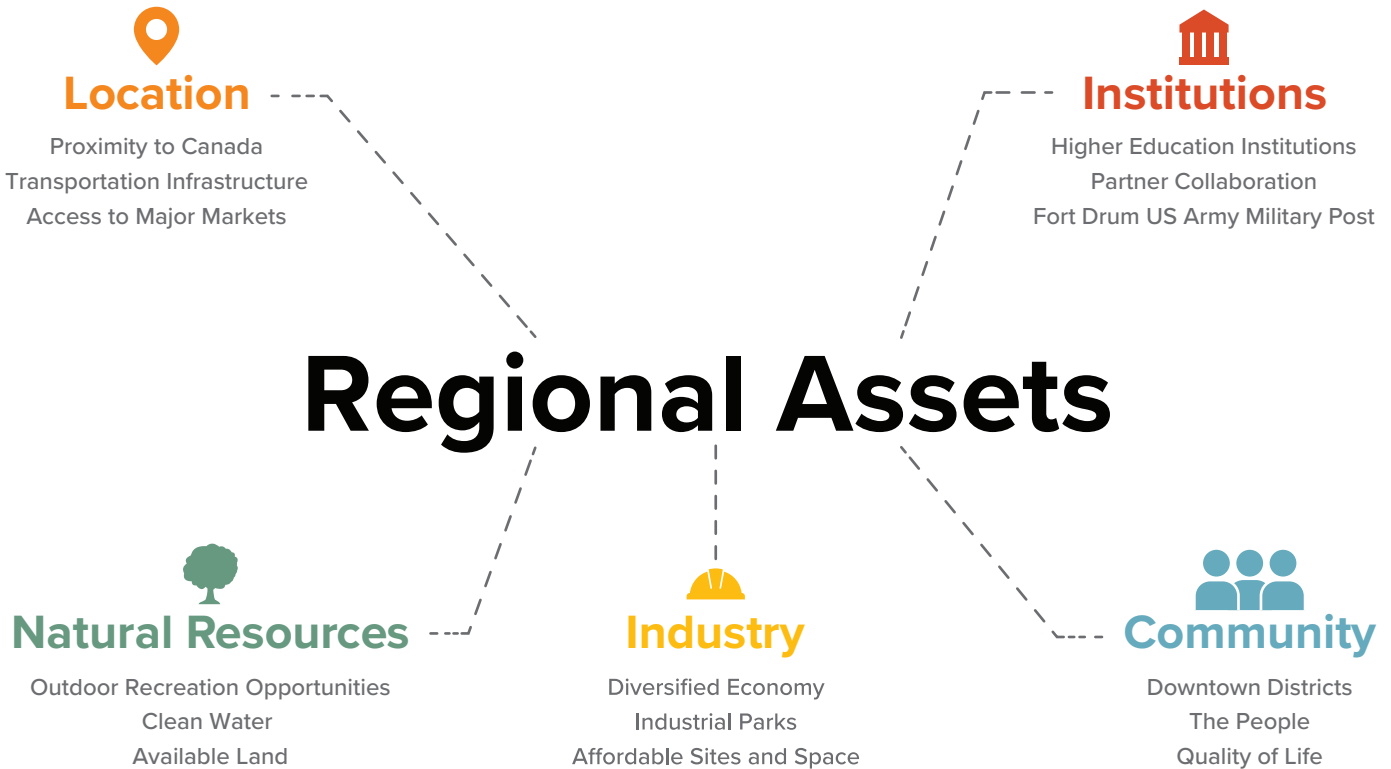 Location
Proximity to Canada
Transportation Infrastructure
Access to Major Markets
Institutions
Higher Education Institutions
Partner Collaboration
Fort Drum US Army Military Post
Regional Assets
Natural Resources
Outdoor Recreation Opportunities
Clean Water
Available Land
Industry
Diversified Economy
Industrial Parks
Affordable Sites and Space
Community
Downtown Districts
The People
Quality of Life